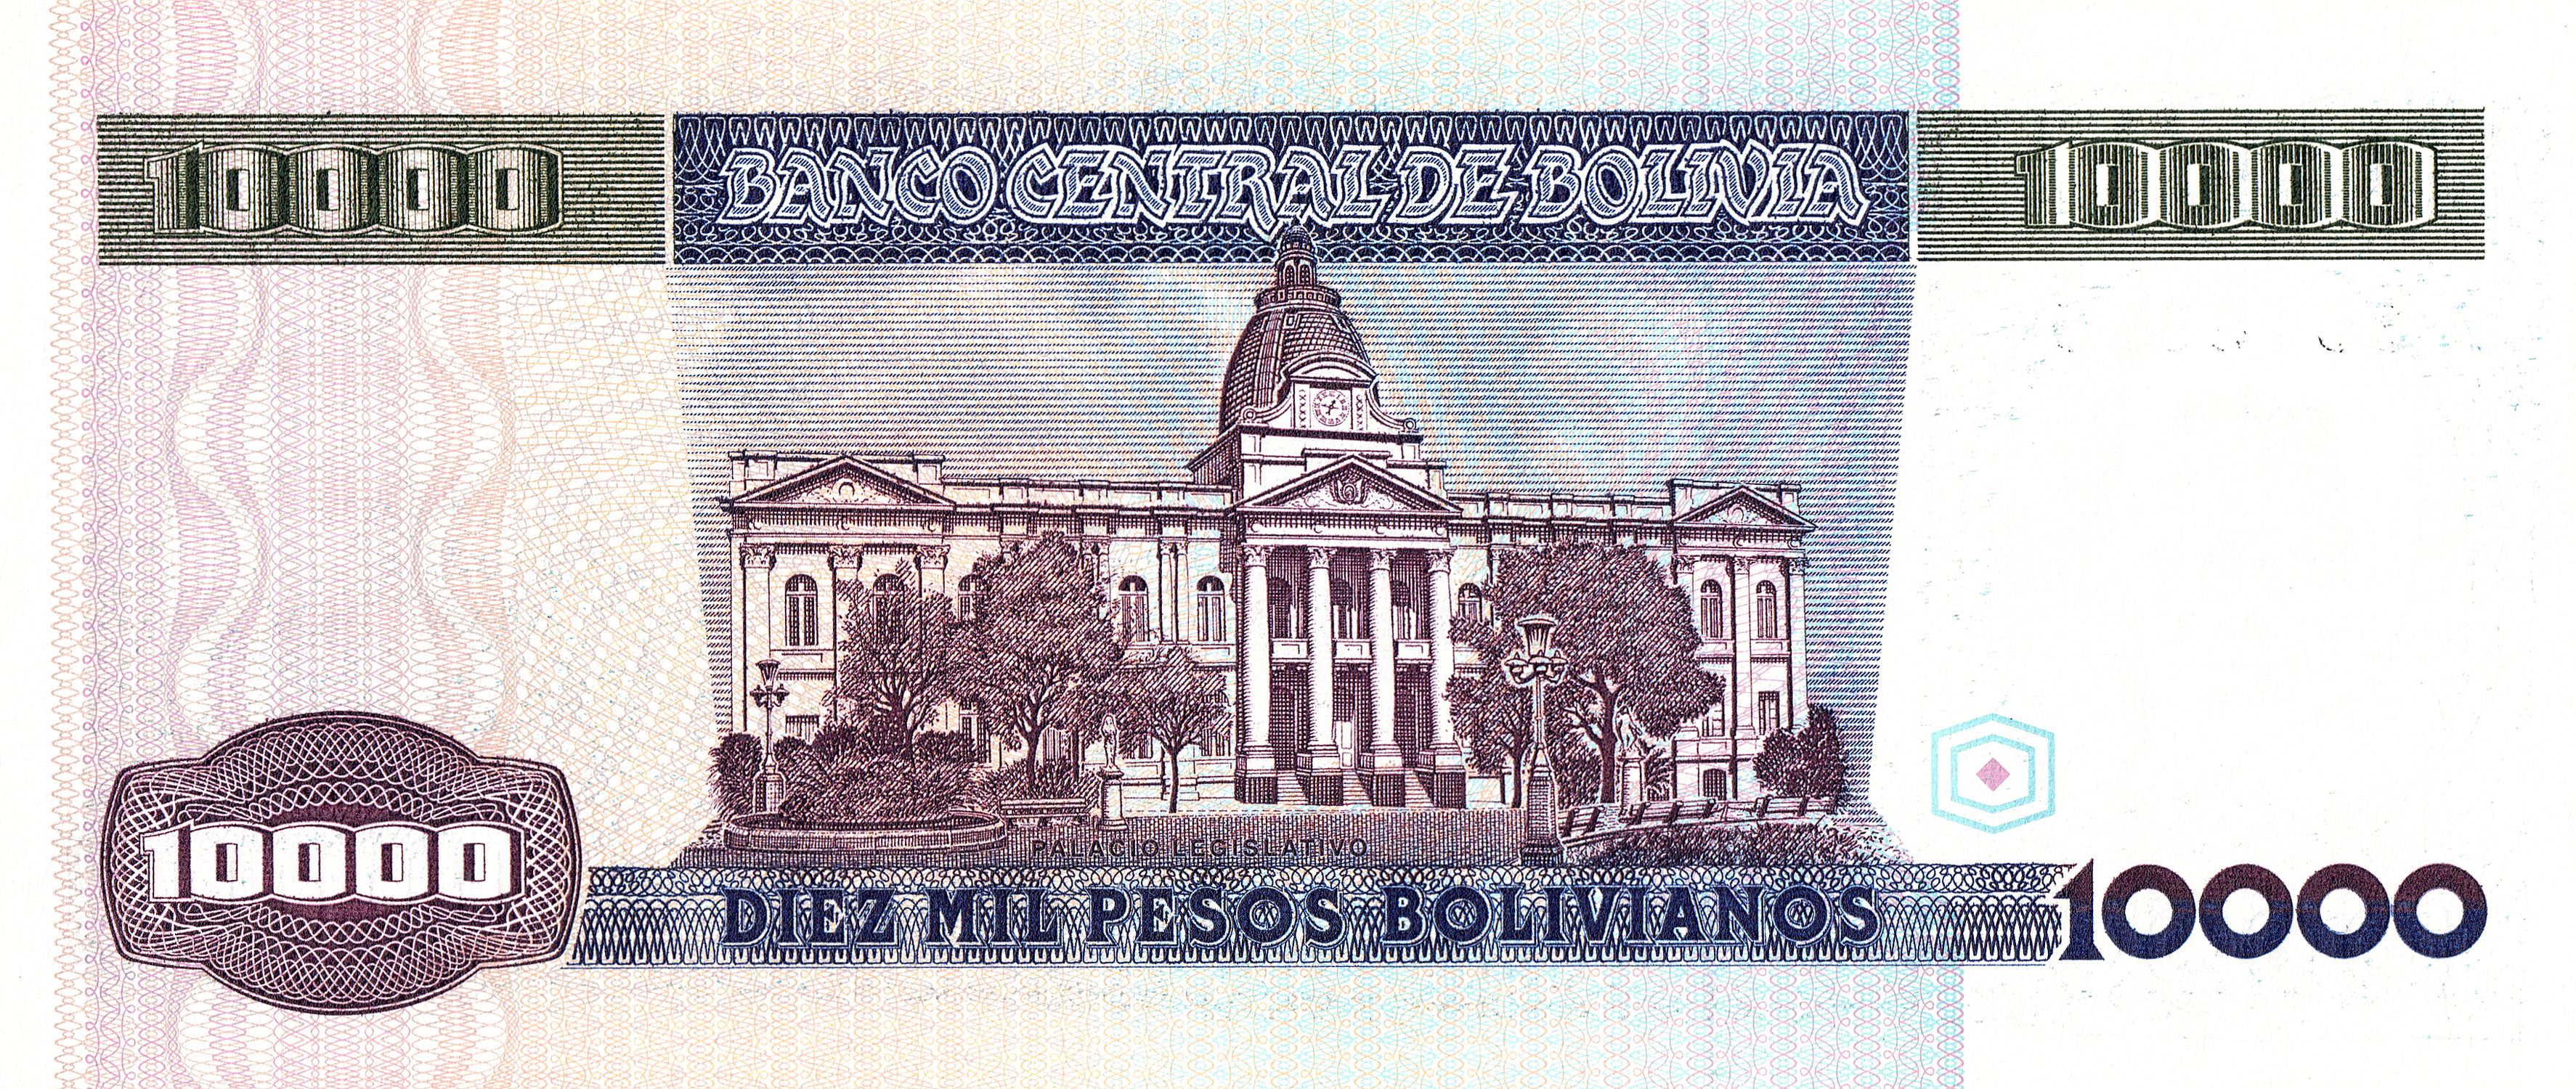 10000 BANCO CENTRAL DE BOLIVIA 10000
PALACIO LEGISLATIVO
10000 DIEZ MIL PESOS BOLIVIANOS 10000